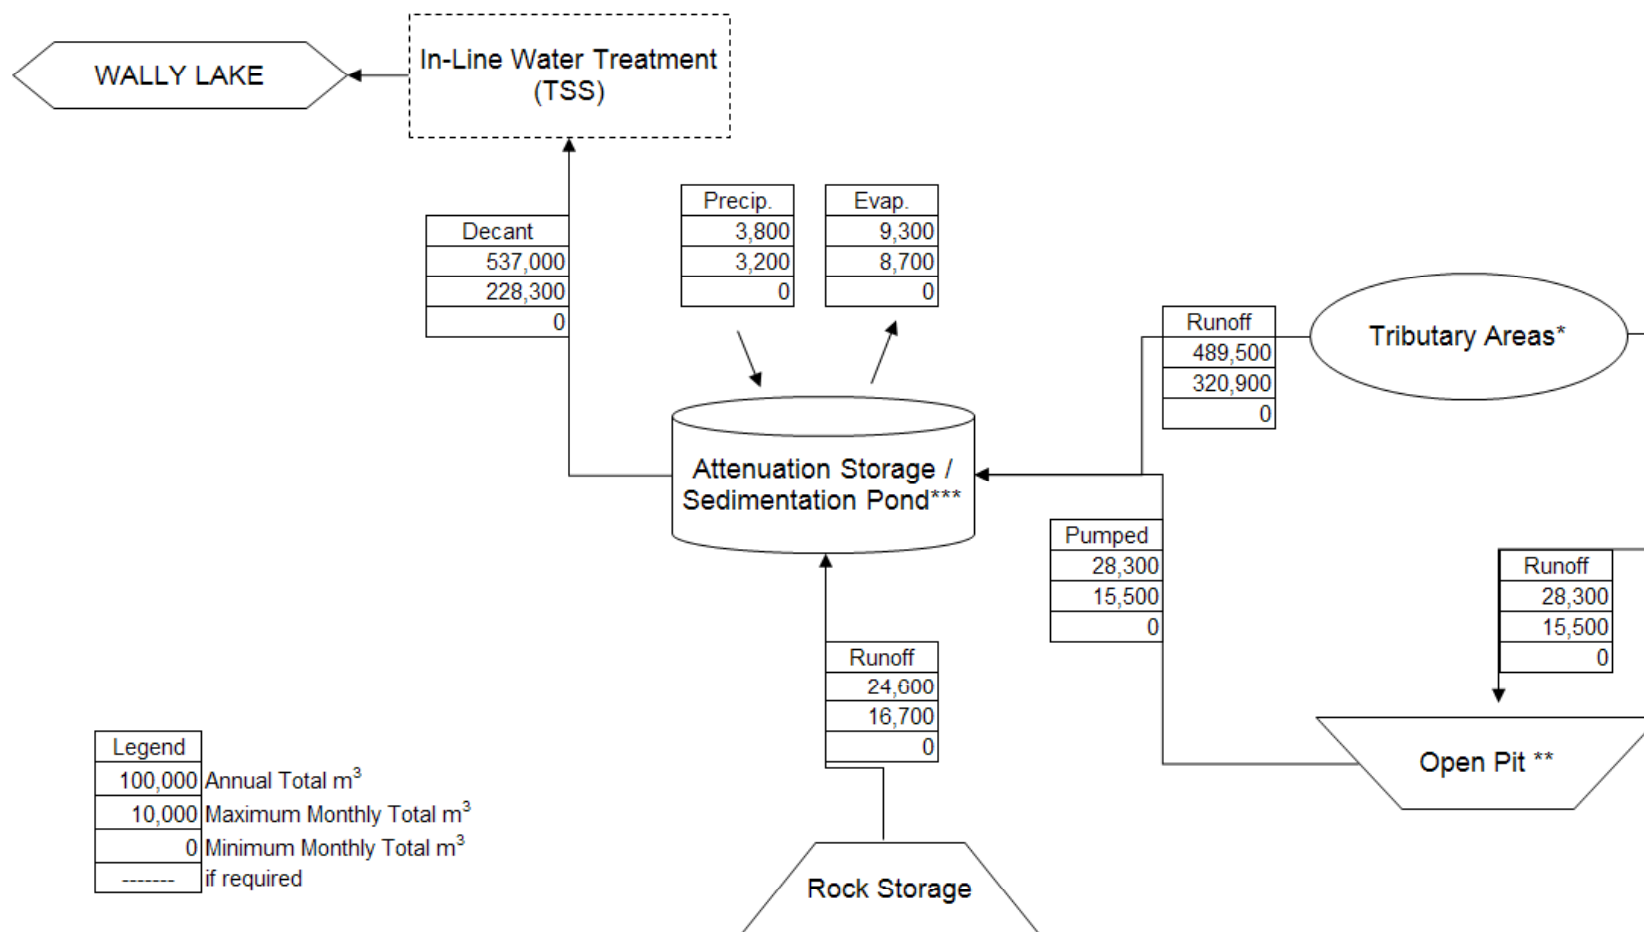 In-Line Water Treatment
(TSS)
WALLY LAKE
Precip.
3,800
3,200
0
Evap.
9,300
8,700
0
Decant
537,000
228,300
0
Runoff
489,500
320,900
0
Tributary Areas*
Attenuation Storage /
Sedimentation Pond***
Pumped
28,300
15,500
0
Runoff
28,300
15,500
0
Runoff
24,600
16,700
0
Open Pit **
Legend
100,000 Annual Total m³
10,000 Maximum Monthly Total m³
0 Minimum Monthly Total m³
------- if required
Rock Storage